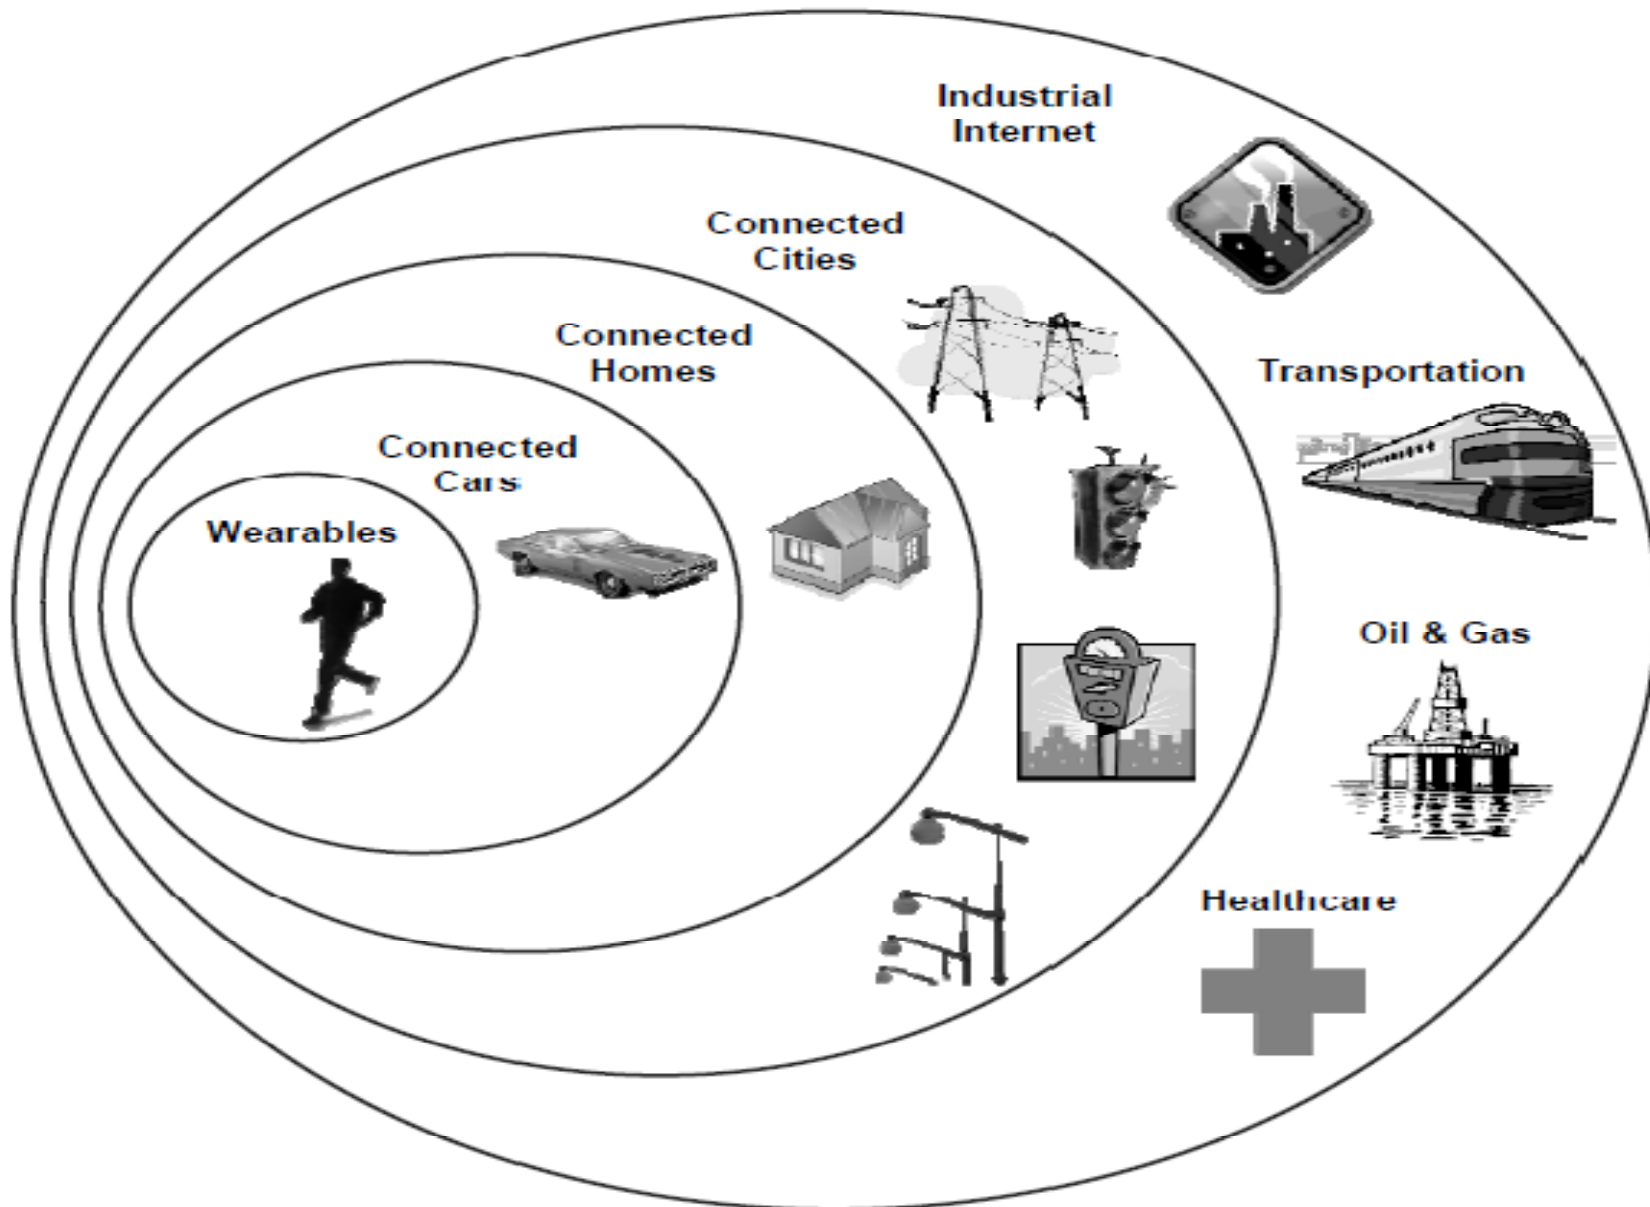 Industrial
Internet
Connected
Cities
Connected
Homes
Transportation
Connected
Cars
Wearables
Oil & Gas
Healthcare